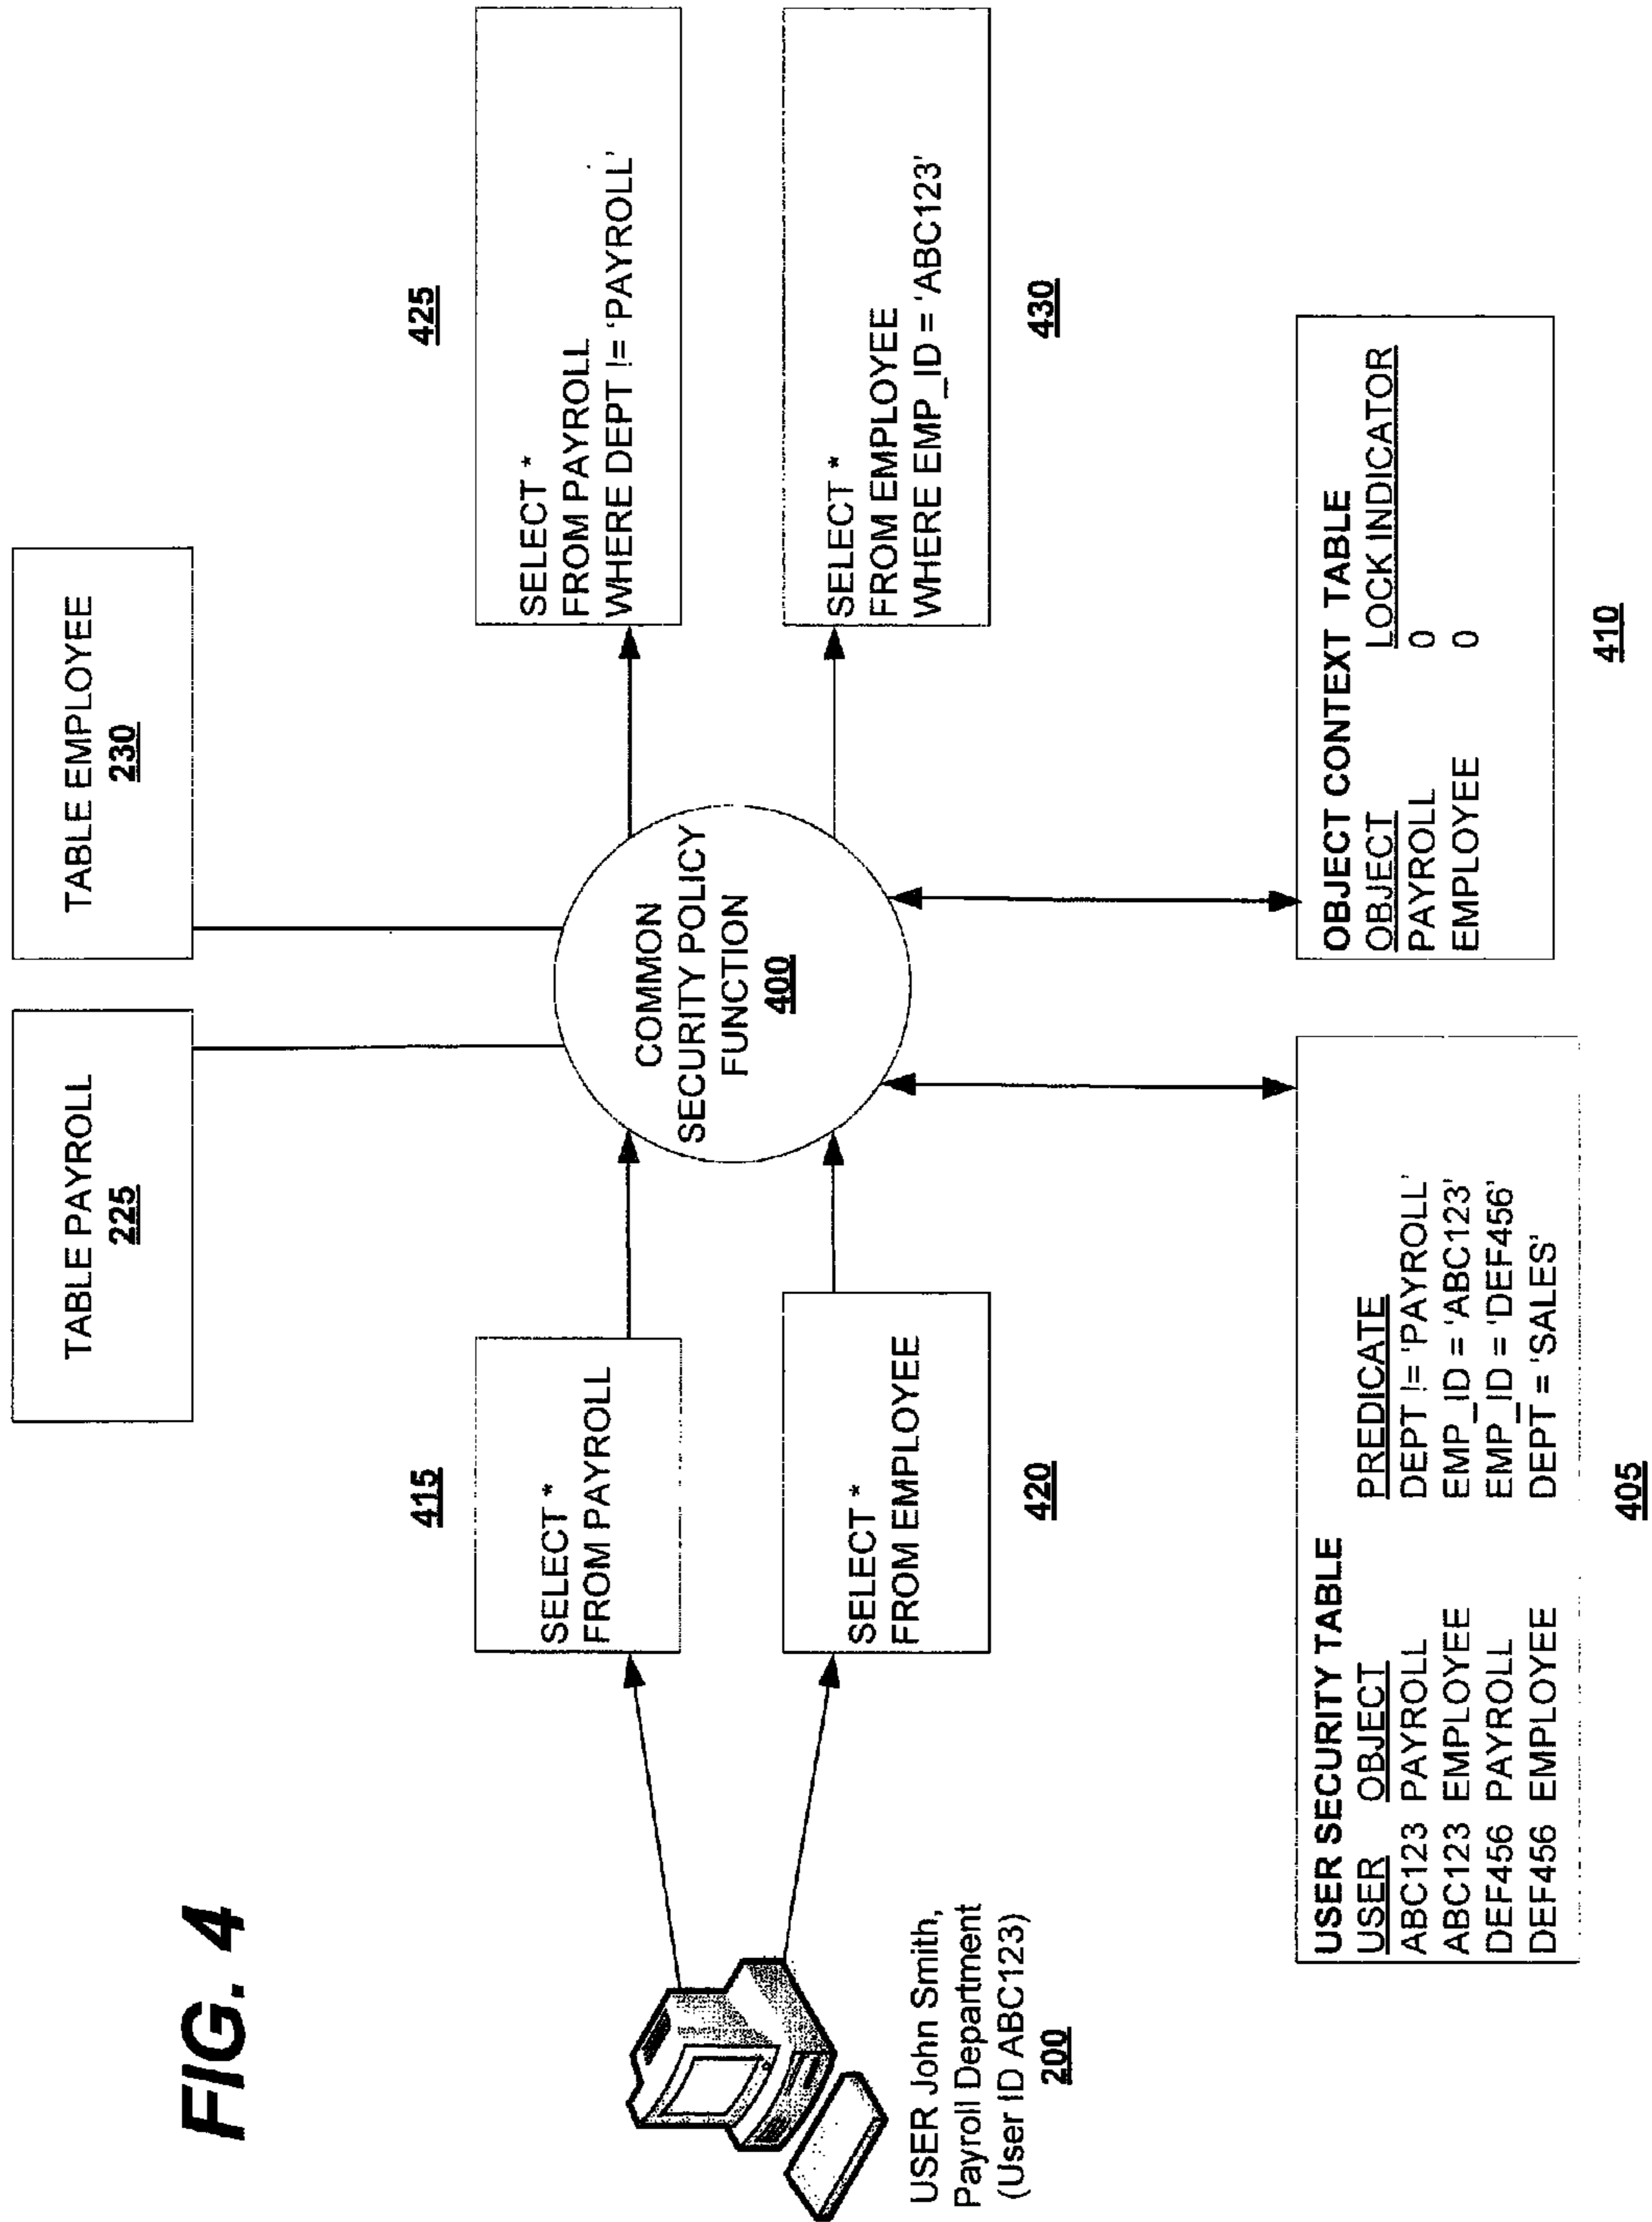 FIG. 4
TABLE PAYROLL
225
TABLE EMPLOYEE
230
415
SELECT *
FROM PAYROLL
SELECT *
FROM EMPLOYEE
420
USER John Smith,
Payroll Department
(User ID ABC123)
200
COMMON
SECURITY POLICY
FUNCTION
400
425
SELECT *
FROM PAYROLL
WHERE DEPT != 'PAYROLL'
SELECT *
FROM EMPLOYEE
WHERE EMP_ID = 'ABC123'
430
USER SECURITY TABLE
USER OBJECT PREDICATE
ABC123 PAYROLL DEPT != 'PAYROLL'
ABC123 EMPLOYEE EMP_ID = 'ABC123'
DEF456 PAYROLL EMP_ID = 'DEF456'
DEF456 EMPLOYEE DEPT = 'SALES'
405
OBJECT CONTEXT TABLE
OBJECT LOCK INDICATOR
PAYROLL 0
EMPLOYEE 0
410